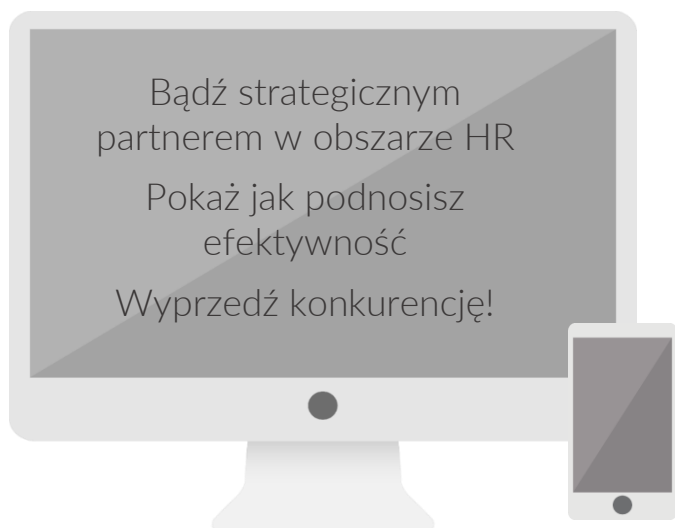 Bądź strategicznym
partnerem w obszarze HR
Pokaż jak podnosisz
efektywność
Wyprzedź konkurencję!